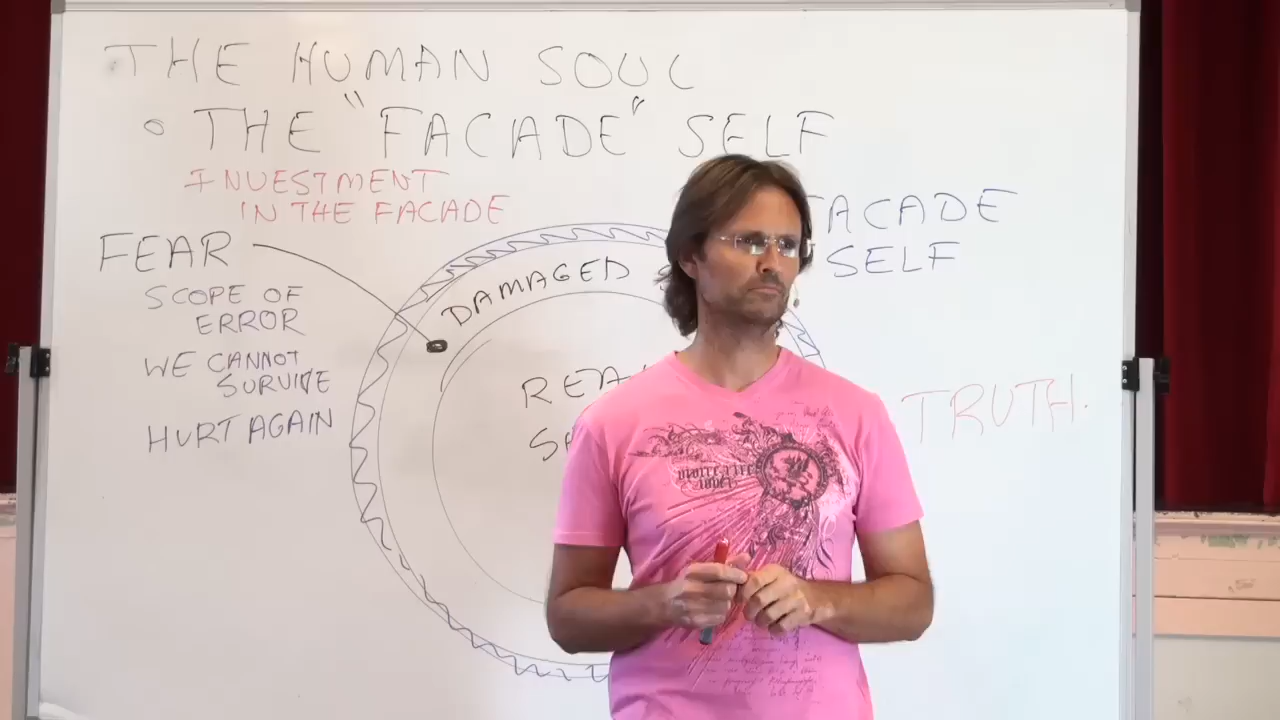 THE HUMAN SOUL
• THE "FACADE" SELF
INVESTMENT
IN THE FACADE
FEAR
SCOPE OF
ERROR
WE CANNOT
SURVIVE
HURT AGAIN
DAMAGED
REAL
FACADE
SELF
TRUTH.